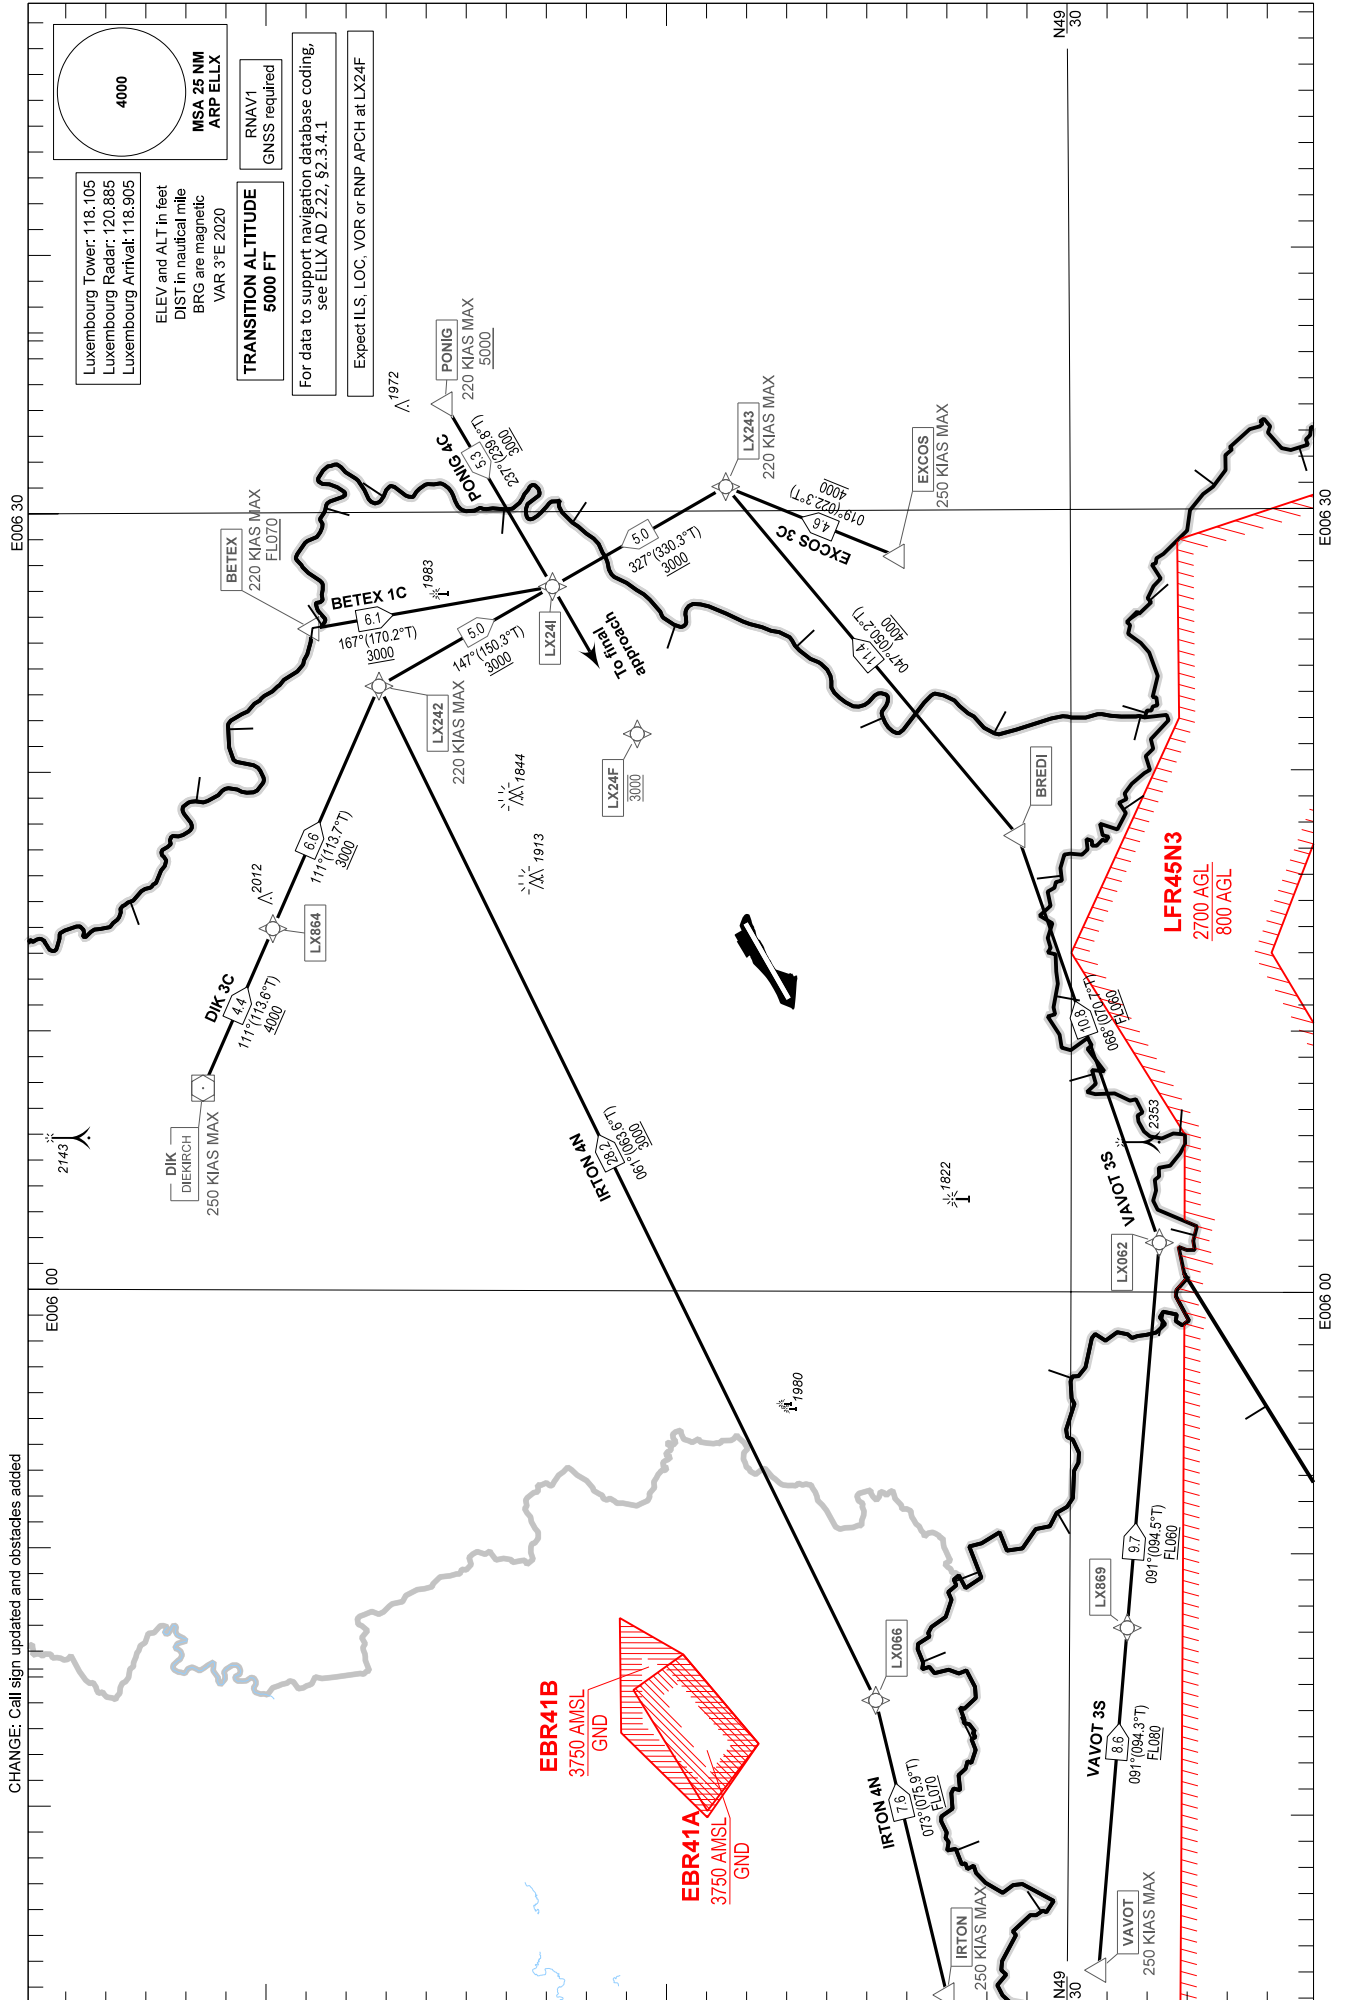 CHANGE: Call sign updated and obstacles added
4000
MSA 25 NM
ARP ELLX
RNAV1
GNSS required
Luxembourg Tower: 118.105
Luxembourg Radar: 120.885
Luxembourg Arrival: 118.905
ELEV and ALT in feet
DIST in nautical mile
BRG are magnetic
VAR 3°E 2020
TRANSITION ALTITUDE
5000 FT
For data to support navigation database coding,
see ELLX AD 2.22, §2.3.4.1
Expect ILS, LOC, VOR or RNP APCH at LX24F
E006 00
E006 30
N49
30
N49
30
E006 00
E006 30
2143
DIK
DIEKIRCH
250 KIAS MAX
DIK 3C
4.4
111°(113.6°T)
4000
2012
LX864
6.6
111°(113.7°T)
3000
LX242
220 KIAS MAX
BETEX
220 KIAS MAX
FL070
BETEX 1C
6.1
167°(170.2°T)
3000
1983
5.0
147°(150.3°T)
3000
LX24I
To final
approach
PONIG
220 KIAS MAX
5000
1972
PONIG 4C
5.3
237°(239.8°T)
3000
5.0
327°(330.3°T)
3000
LX243
220 KIAS MAX
EXCOS 3C
4.6
019°(022.3°T)
4000
EXCOS
250 KIAS MAX
11.4
047°(050.2°T)
4000
BREDI
1844
1913
LX24F
3000
IRTON 4N
28.2
061°(063.6°T)
3000
1822
1980
LX066
IRTON 4N
7.6
073°(075.9°T)
FL070
IRTON
250 KIAS MAX
EBR41B
3750 AMSL
GND
EBR41A
3750 AMSL
GND
VAVOT
250 KIAS MAX
VAVOT 3S
8.6
091°(094.3°T)
FL080
LX869
9.7
091°(094.5°T)
FL060
LX062
VAVOT 3S
2353
10.8
068°(070.7°T)
FL060
LFR45N3
2700 AGL
800 AGL